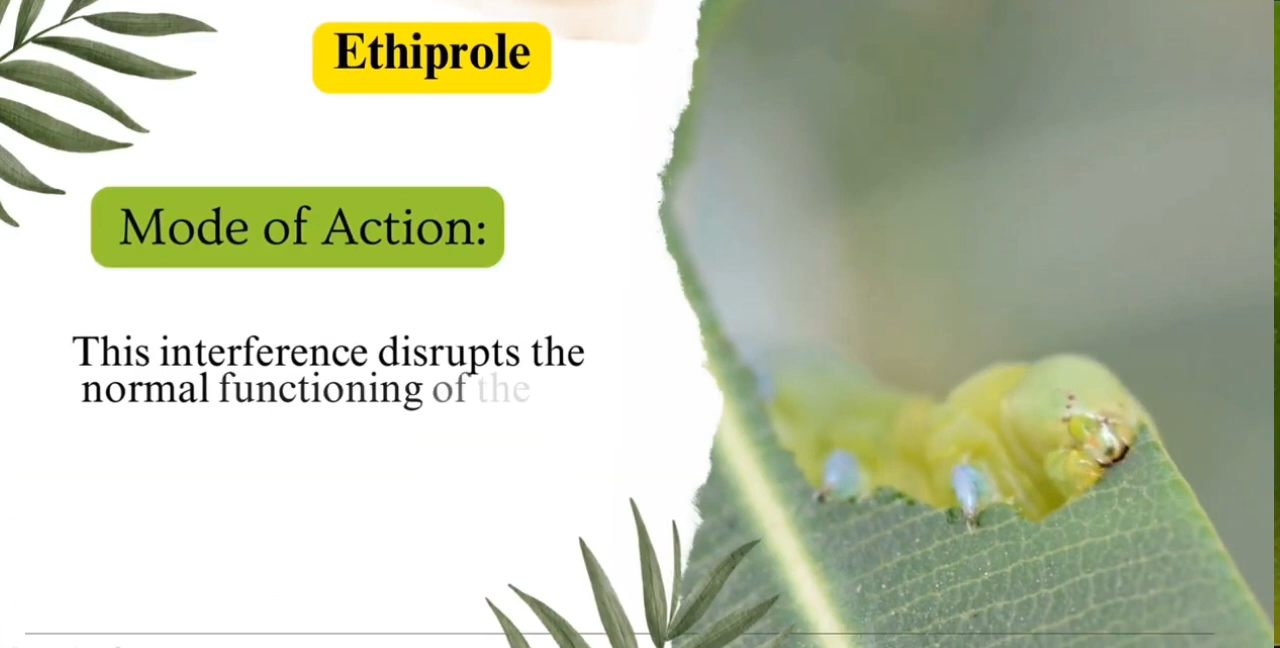 Ethiprole
Mode of Action:
This interference disrupts the
normal functioning of the